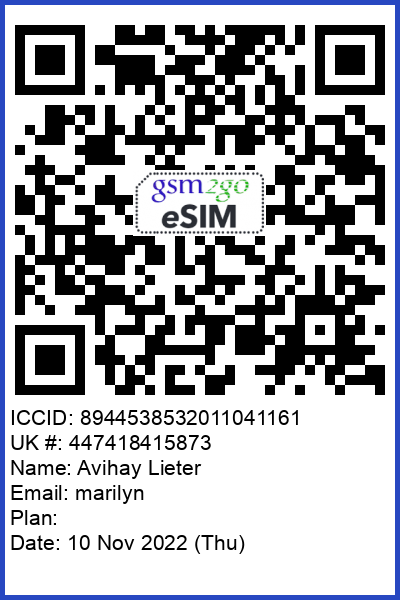 gsm2go
eSIM
ICCID: 8944538532011041161
UK #: 447418415873
Name: Avihay Lieter
Email: marilyn
Plan:
Date: 10 Nov 2022 (Thu)